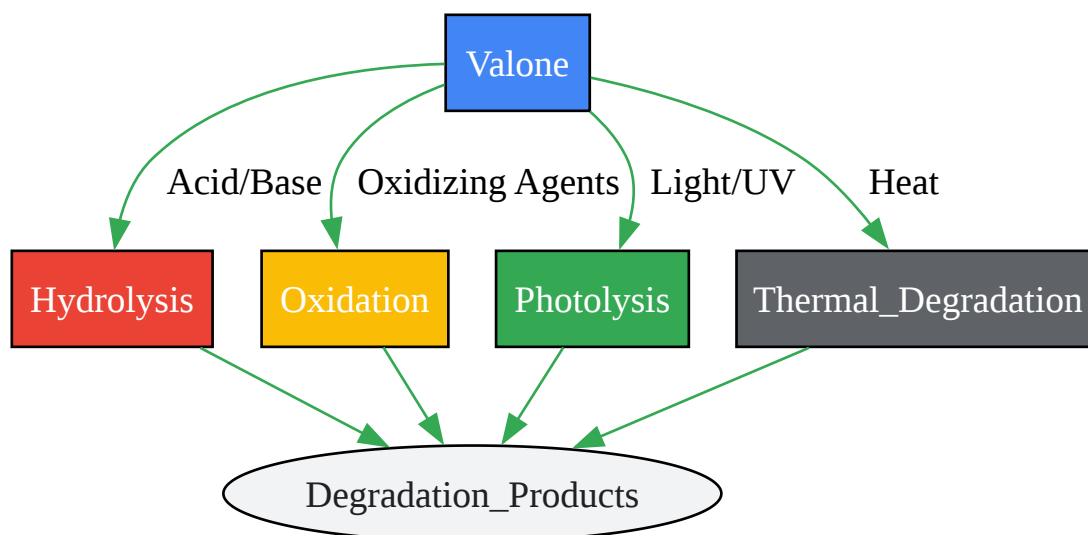 Valone
Acid/Base
Oxidizing Agents
Light/UV
Heat
Hydrolysis
Oxidation
Photolysis
Thermal_Degradation
Degradation_Products